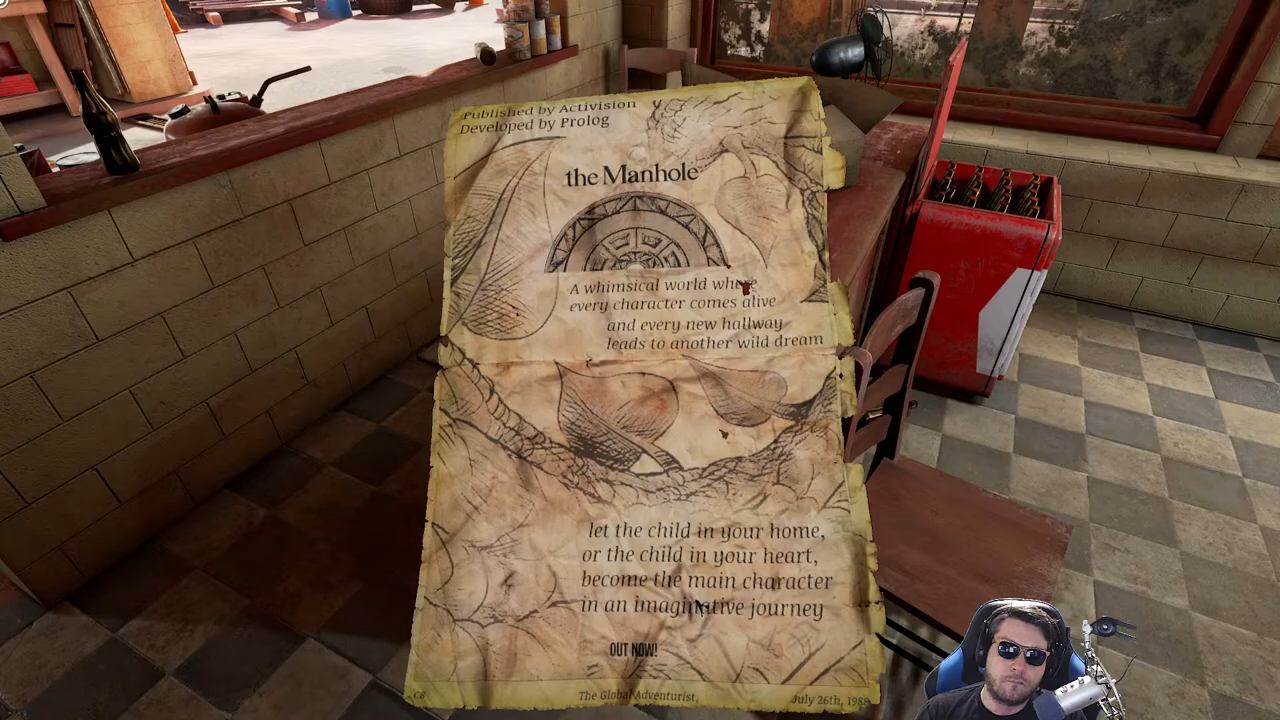 Published by Activision
Developed by Prolog
the Manhole
A whimsical world where
every character comes alive
and every new hallway
leads to another wild dream
let the child in your home,
or the child in your heart,
become the main character
in an imaginative journey
OUT NOW!
C8
The Global Adventurist,
July 26th, 1988